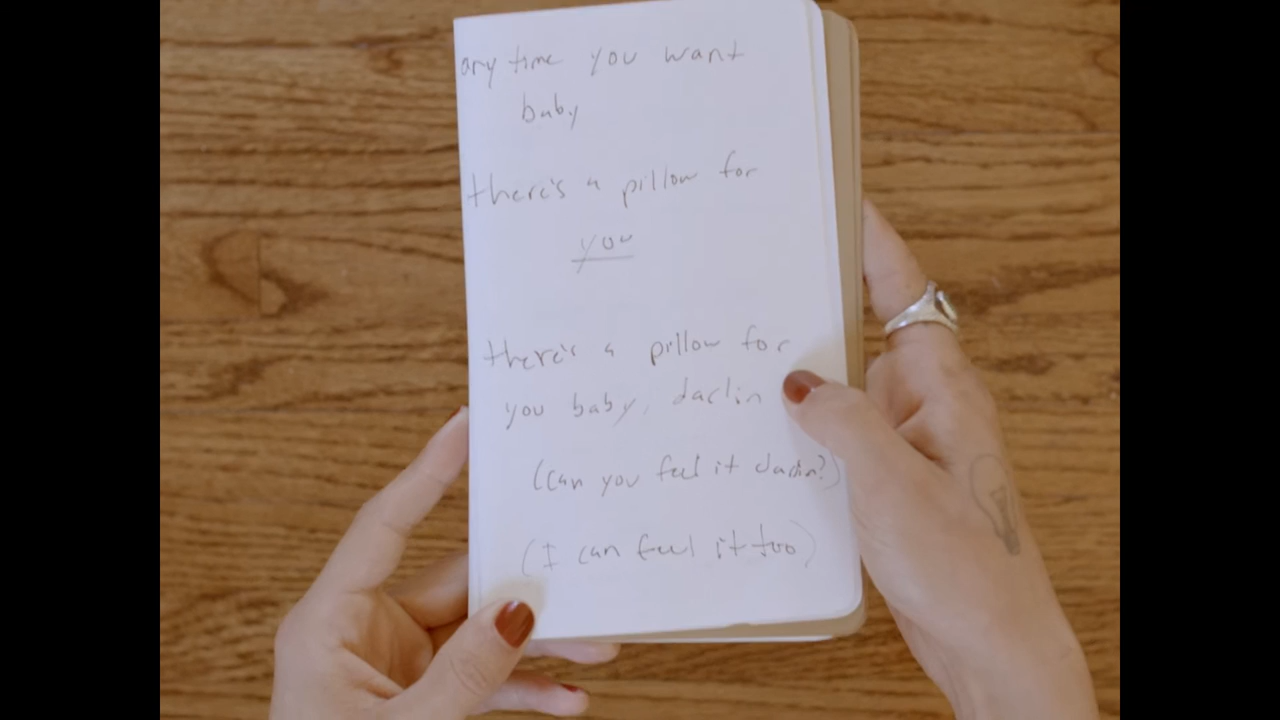 any time you want
baby
there's a pillow for
you
there's a pillow for
you baby, darlin
(can you feel it darlin?)
(I can feel it too)